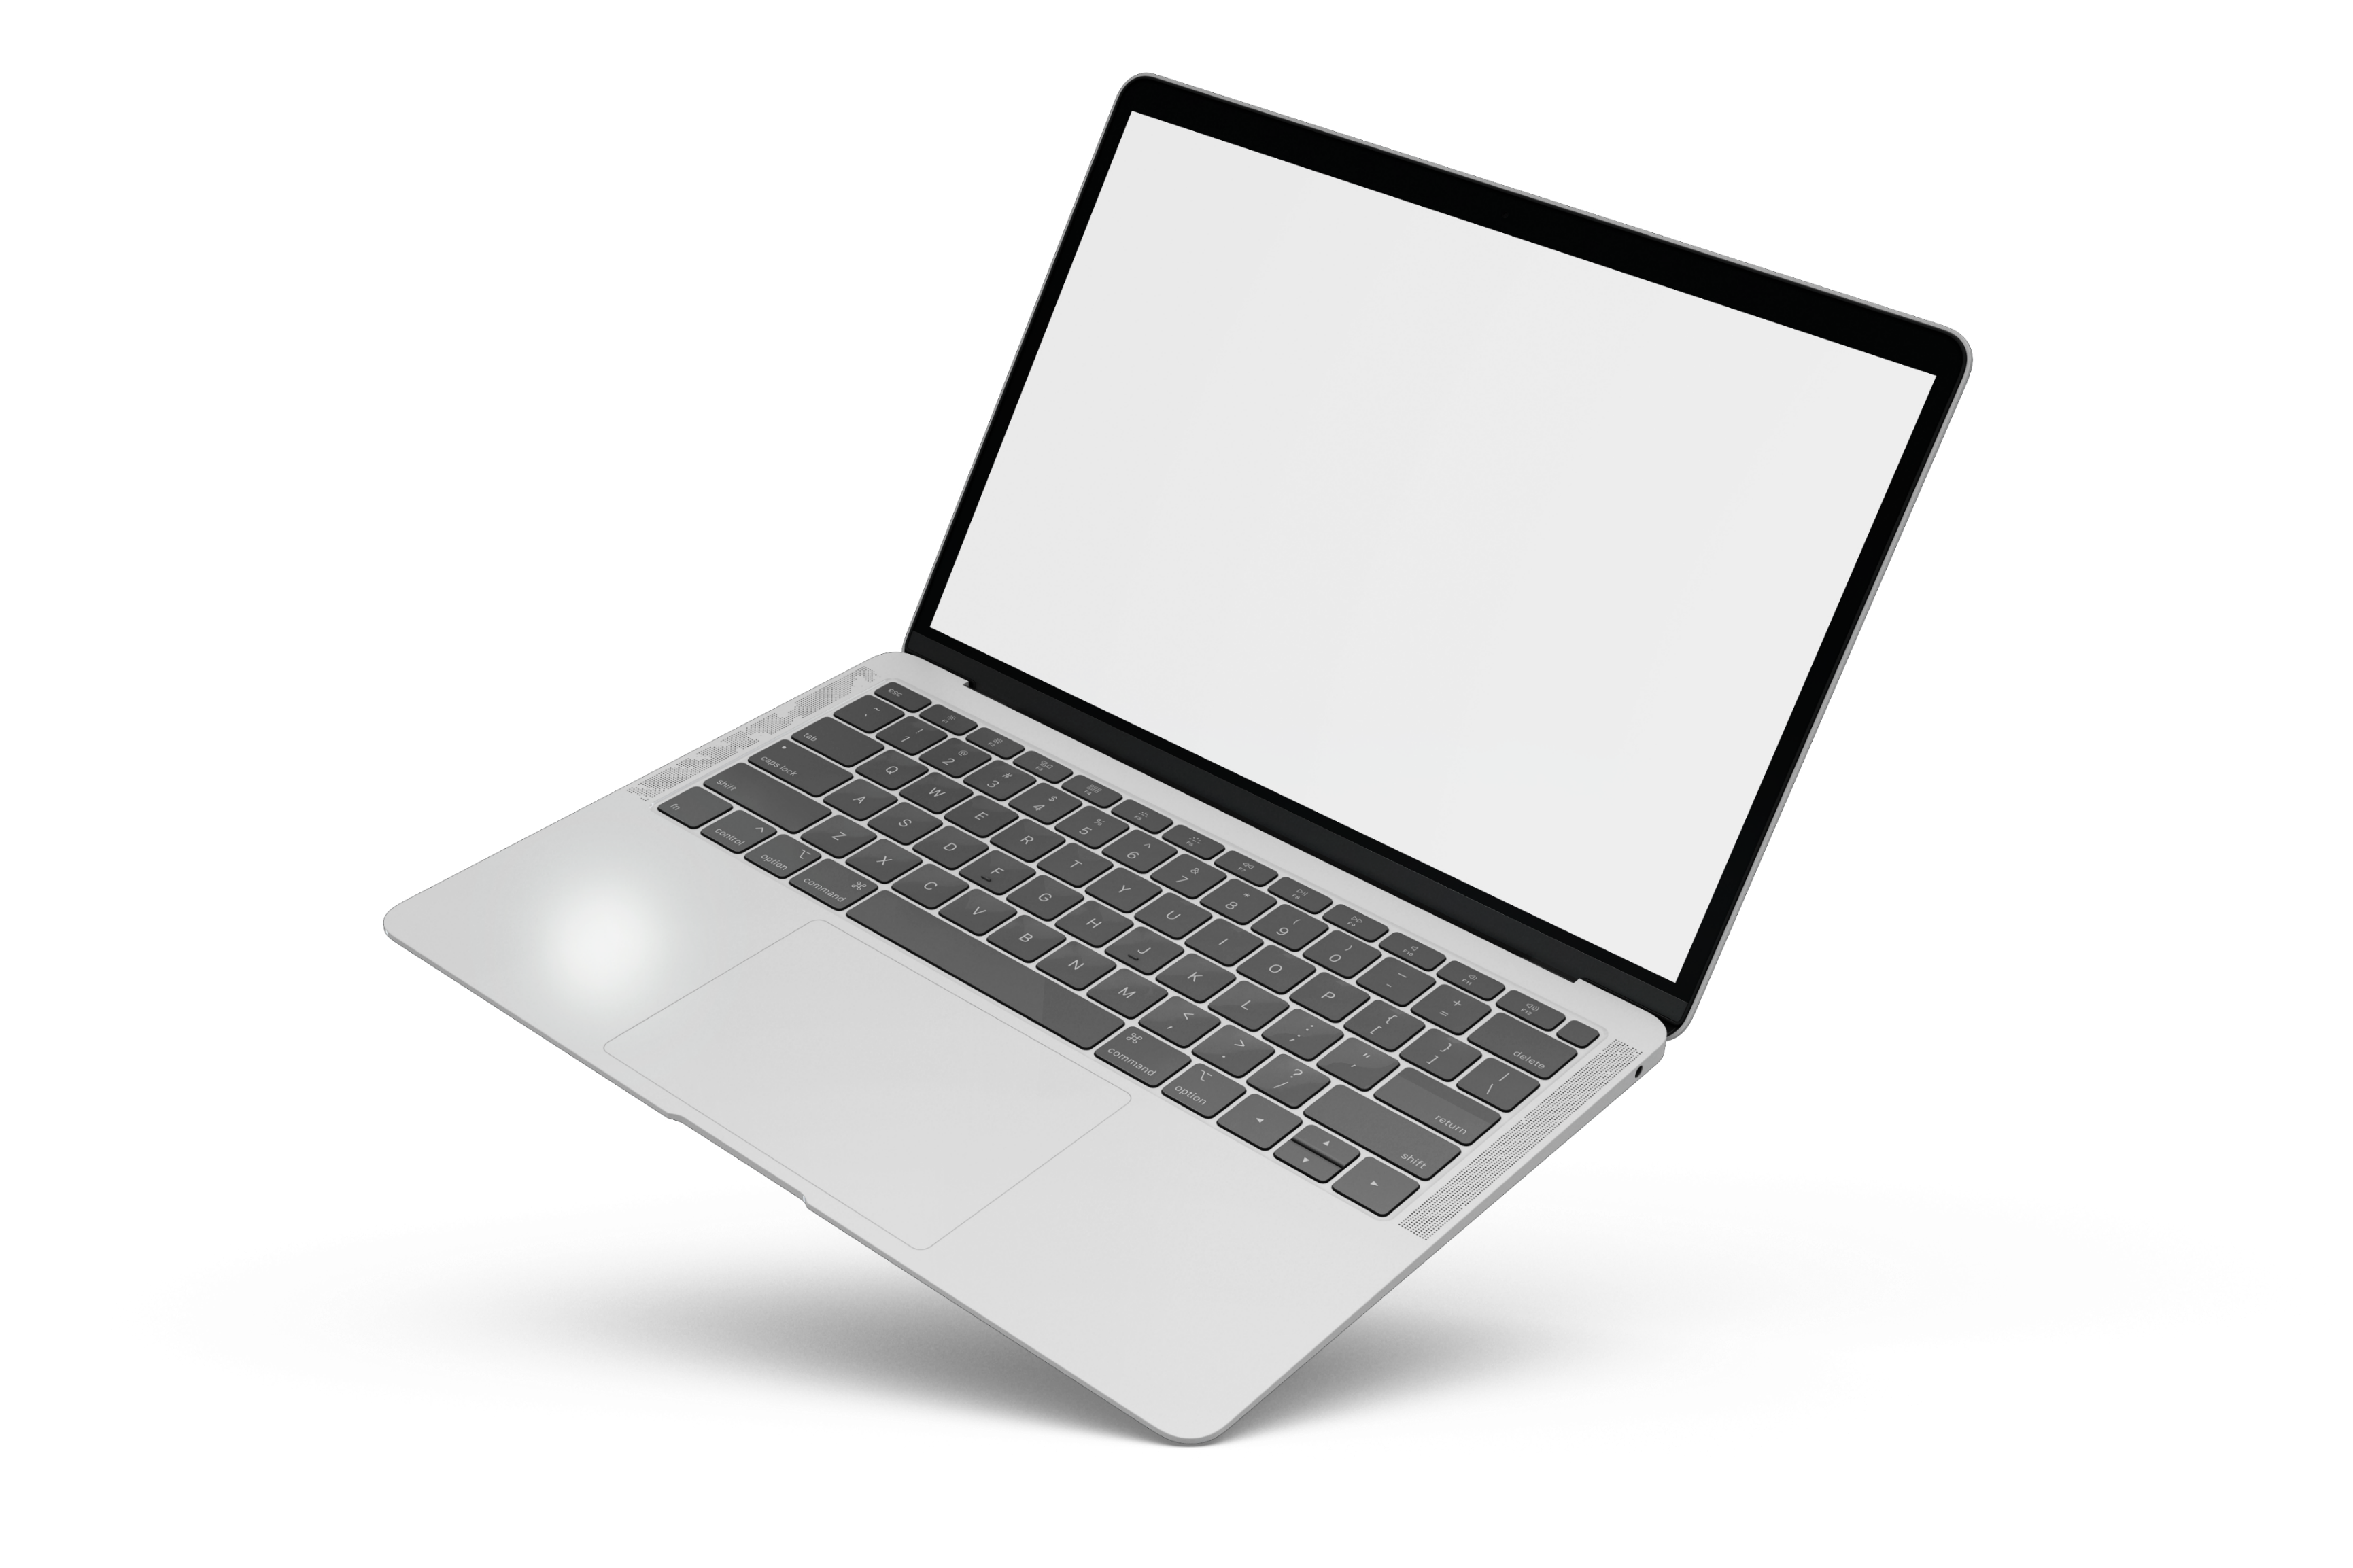 esc
~ ` ! 1 @ 2 # 3 $ 4 % 5 ^ 6 & 7 * 8 ( 9 ) 0 _ - + = delete
tab Q W E R T Y U I O P { [ } ] | \
caps lock A S D F G H J K L : ; " ' return
shift Z X C V B N M < , > . ? / shift
fn control ^ option ⌥ command ⌘ ⌘ command ⌥ option ◀ ▲ ▼ ▶